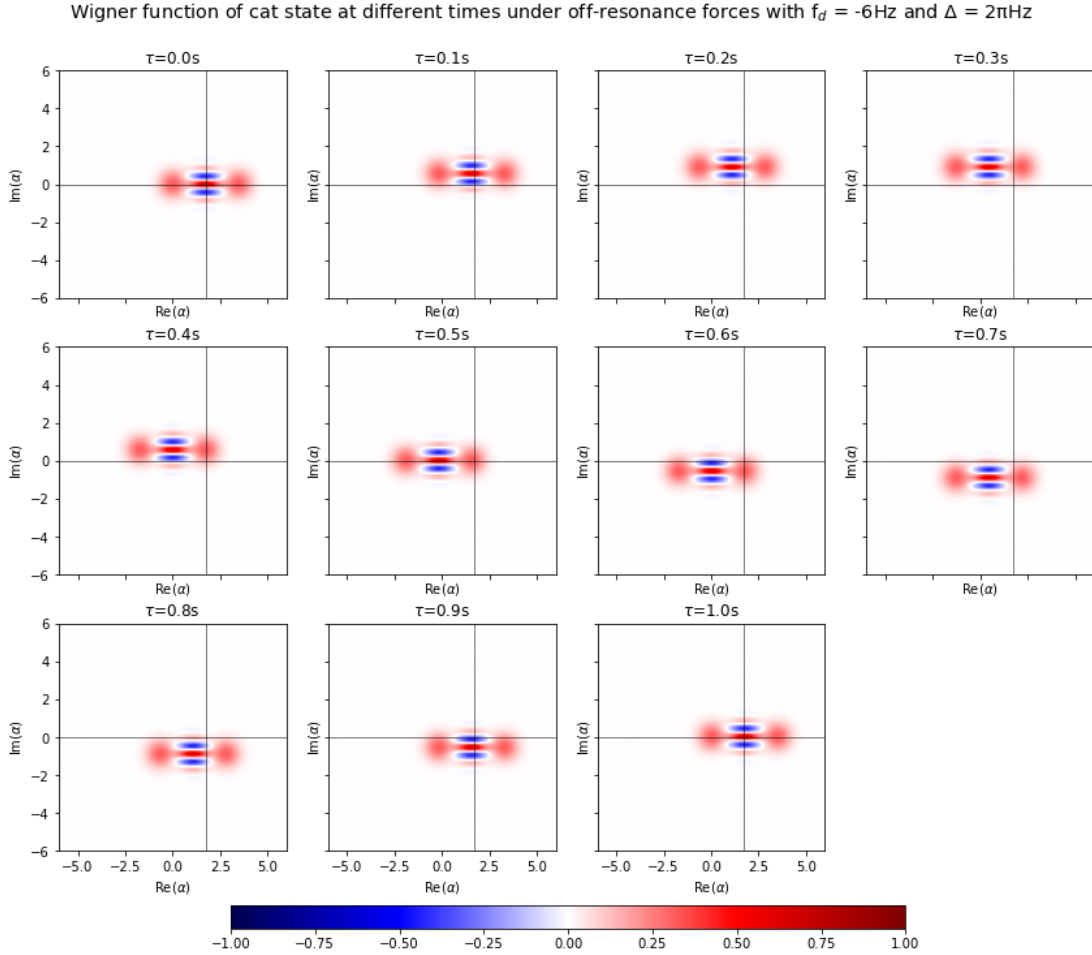 Wigner function of cat state at different times under off-resonance forces with f_d = -6Hz and Δ = 2πHz
τ=0.0s τ=0.1s τ=0.2s τ=0.3s
6
4
2
0
−2
−4
−6
Im(α) Im(α) Im(α) Im(α)
Re(α) Re(α) Re(α) Re(α)
τ=0.4s τ=0.5s τ=0.6s τ=0.7s
6
4
2
0
−2
−4
−6
Im(α) Im(α) Im(α) Im(α)
Re(α) Re(α) Re(α) Re(α)
τ=0.8s τ=0.9s τ=1.0s
6
4
2
0
−2
−4
−6
Im(α) Im(α) Im(α)
−5.0 −2.5 0.0 2.5 5.0 −5.0 −2.5 0.0 2.5 5.0 −5.0 −2.5 0.0 2.5 5.0
Re(α) Re(α) Re(α)
−1.00 −0.75 −0.50 −0.25 0.00 0.25 0.50 0.75 1.00